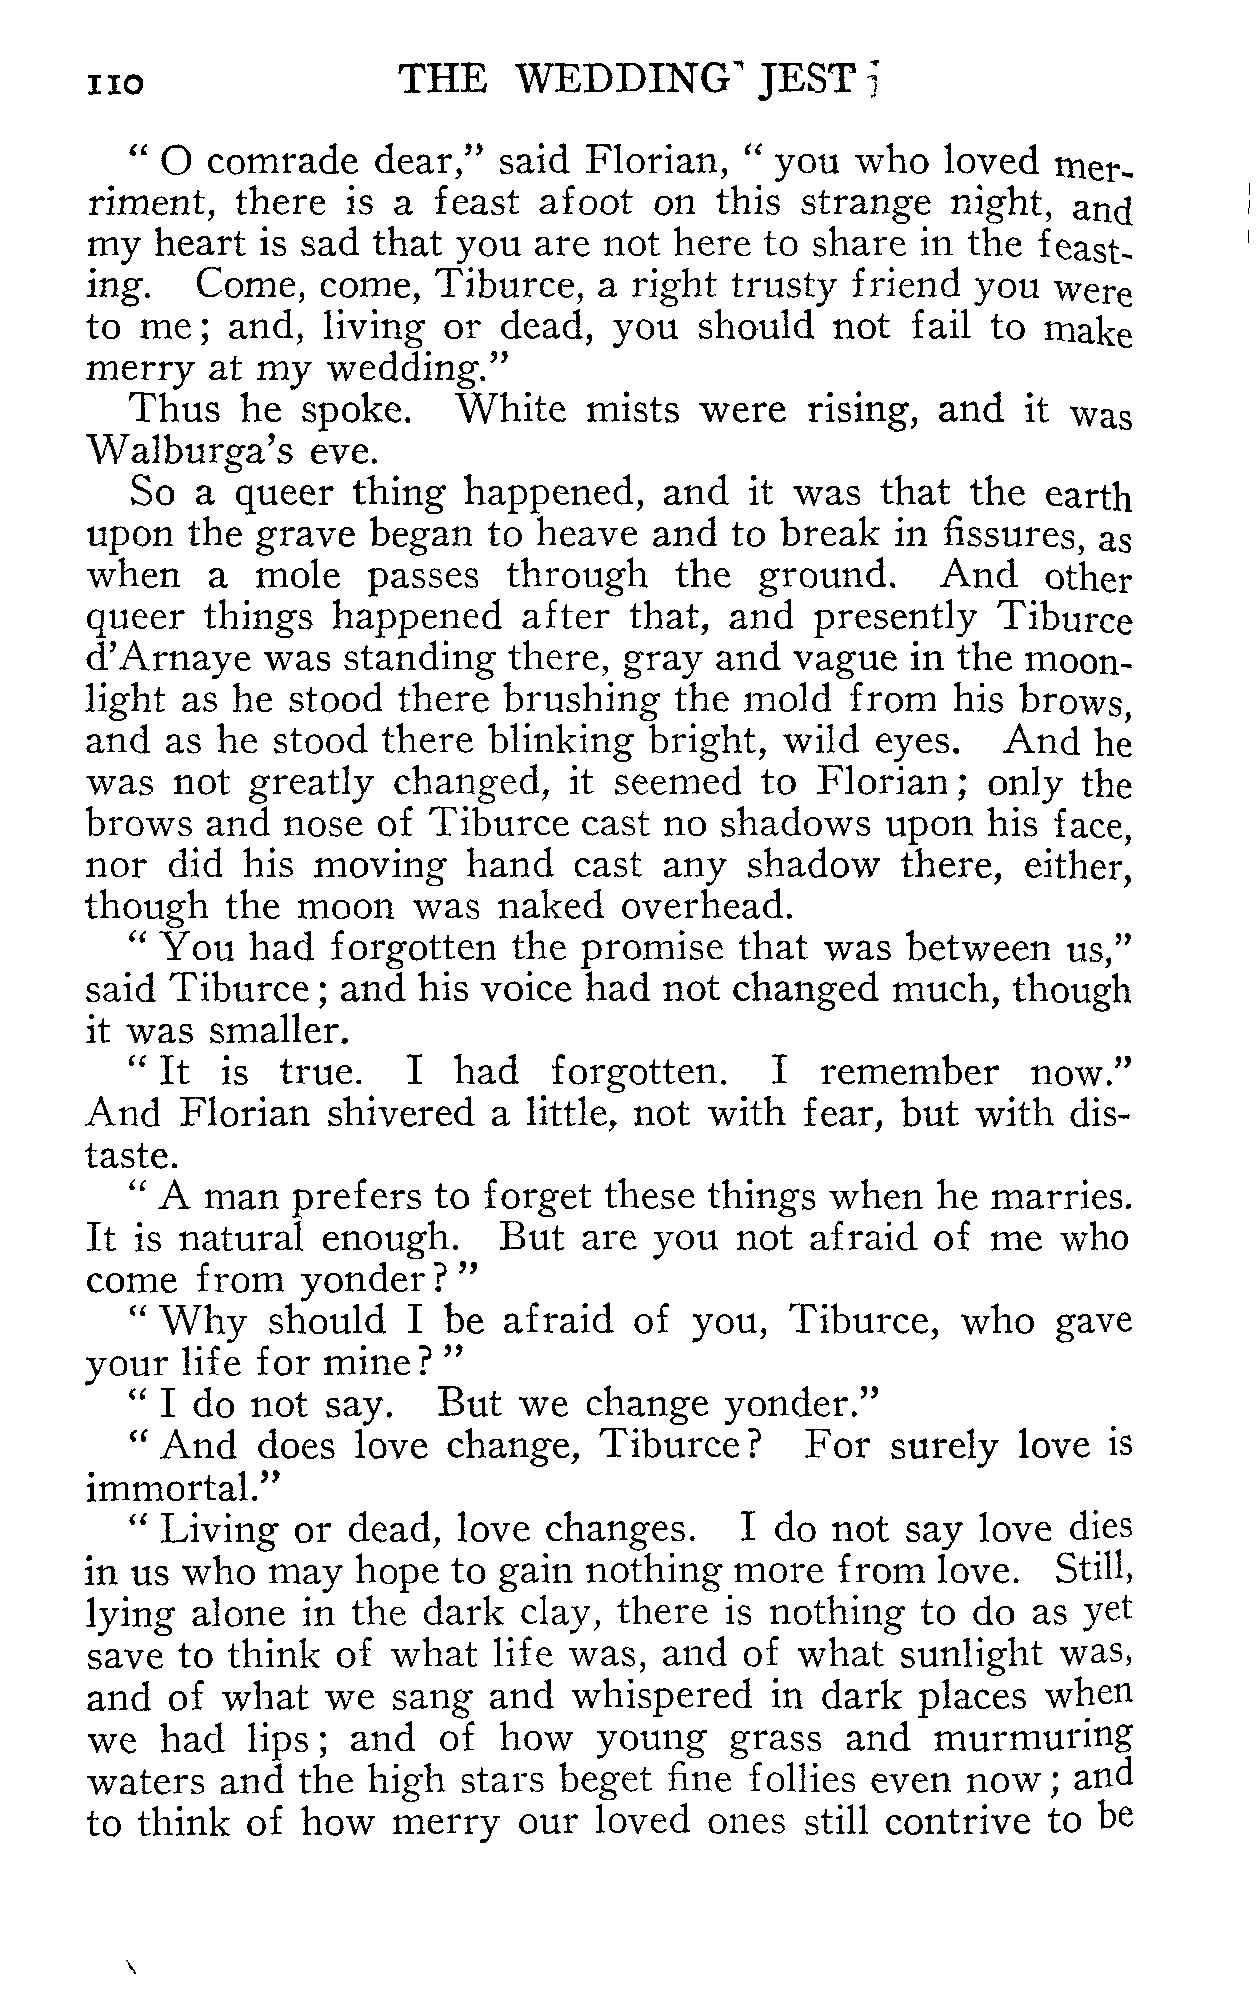 110 THE WEDDING JEST
" O comrade dear," said Florian, " you who loved mer-
riment, there is a feast afoot on this strange night, and
my heart is sad that you are not here to share in the feast-
ing. Come, come, Tiburce, a right trusty friend you were
to me; and, living or dead, you should not fail to make
merry at my wedding."
Thus he spoke. White mists were rising, and it was
Walburga's eve.
So a queer thing happened, and it was that the earth
upon the grave began to heave and to break in fissures, as
when a mole passes through the ground. And other
queer things happened after that, and presently Tiburce
d'Arnaye was standing there, gray and vague in the moon-
light as he stood there brushing the mold from his brows,
and as he stood there blinking bright, wild eyes. And he
was not greatly changed, it seemed to Florian; only the
brows and nose of Tiburce cast no shadows upon his face,
nor did his moving hand cast any shadow there, either,
though the moon was naked overhead.
" You had forgotten the promise that was between us,"
said Tiburce; and his voice had not changed much, though
it was smaller.
" It is true. I had forgotten. I remember now."
And Florian shivered a little, not with fear, but with dis-
taste.
" A man prefers to forget these things when he marries.
It is natural enough. But are you not afraid of me who
come from yonder? "
" Why should I be afraid of you, Tiburce, who gave
your life for mine? "
" I do not say. But we change yonder."
" And does love change, Tiburce? For surely love is
immortal."
" Living or dead, love changes. I do not say love dies
in us who may hope to gain nothing more from love. Still,
lying alone in the dark clay, there is nothing to do as yet
save to think of what life was, and of what sunlight was,
and of what we sang and whispered in dark places when
we had lips; and of how young grass and murmuring
waters and the high stars beget fine follies even now; and
to think of how merry our loved ones still contrive to be